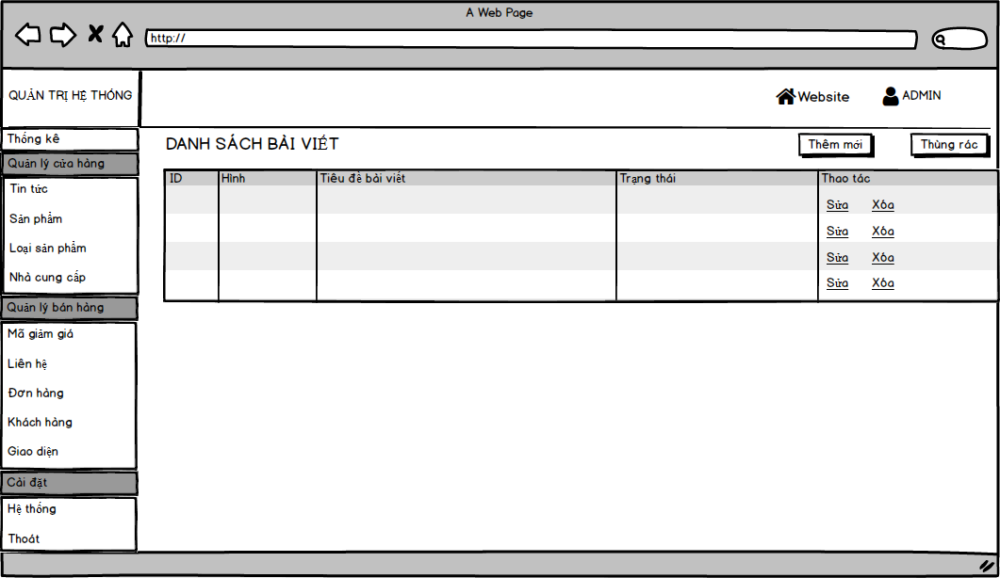 A Web Page
http://
QUẢN TRỊ HỆ THỐNG
Website
ADMIN
Thống kê
Quản lý cửa hàng
Tin tức
Sản phẩm
Loại sản phẩm
Nhà cung cấp
Quản lý bán hàng
Mã giảm giá
Liên hệ
Đơn hàng
Khách hàng
Giao diện
Cài đặt
Hệ thống
Thoát
DANH SÁCH BÀI VIẾT
Thêm mới
Thùng rác
ID Hình Tiêu đề bài viết Trạng thái Thao tác
Sửa Xóa
Sửa Xóa
Sửa Xóa
Sửa Xóa